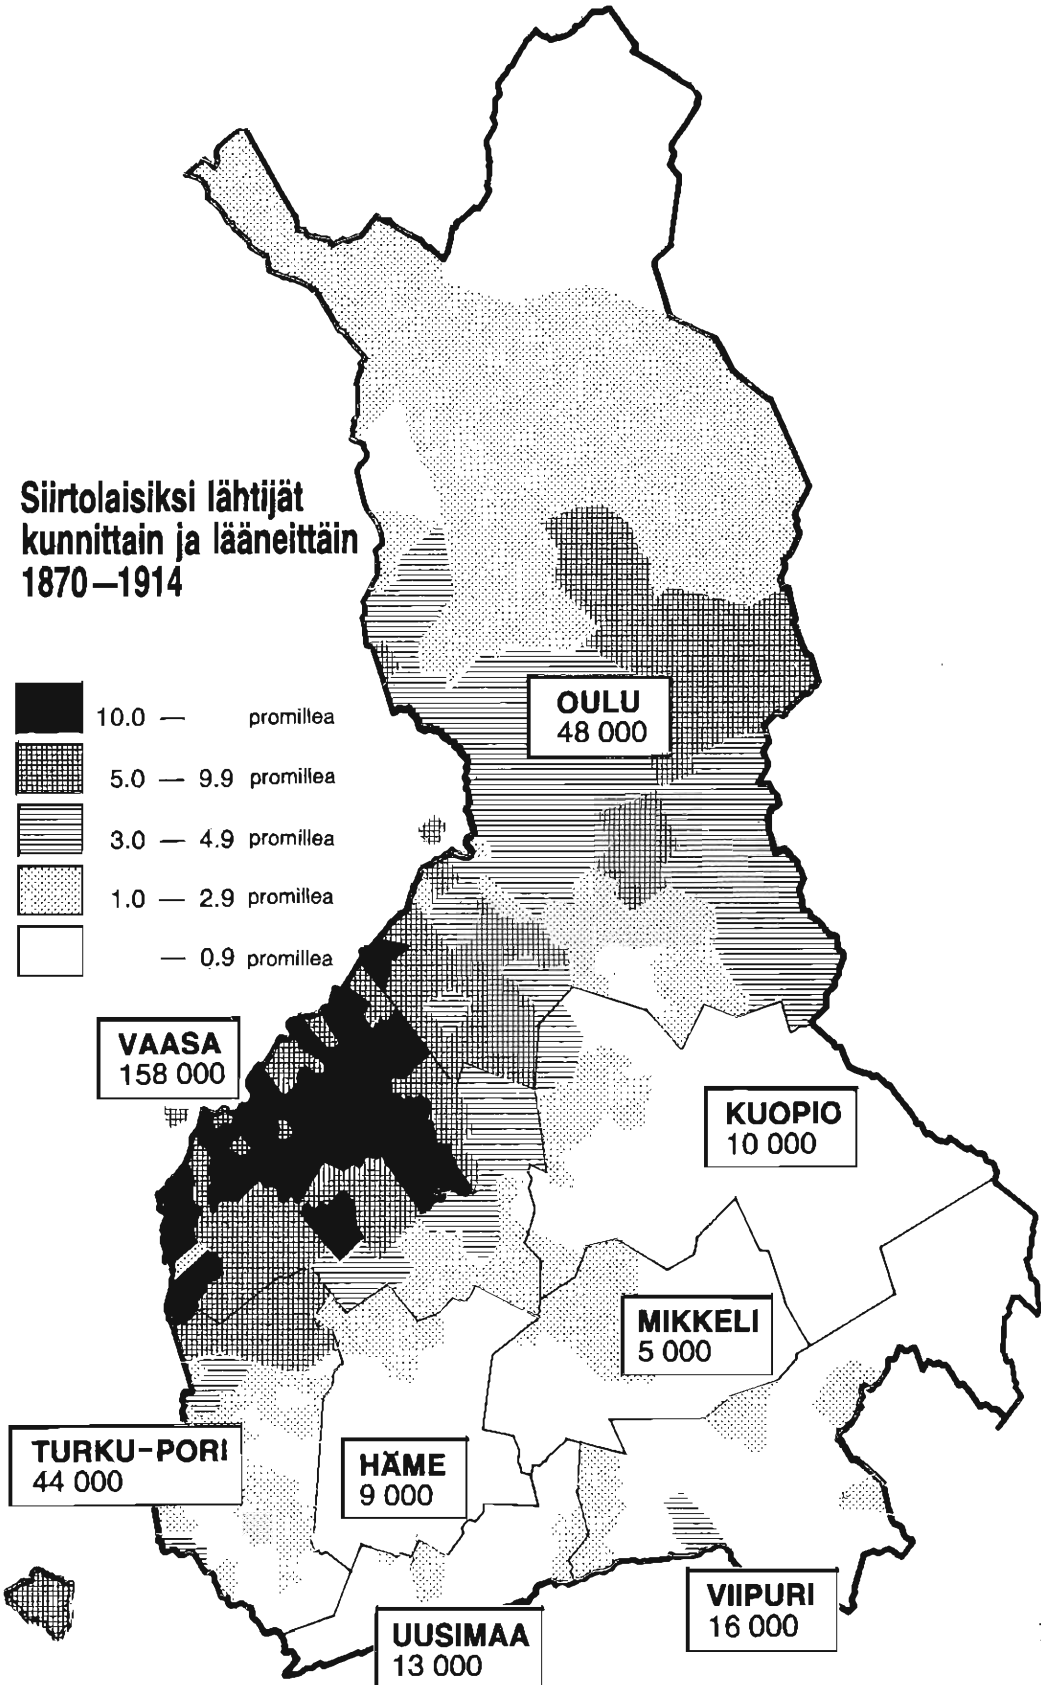 Siirtolaisiksi lähtijät
kunnittain ja lääneittäin
1870—1914
10.0 — promillea
5.0 — 9.9 promillea
3.0 — 4.9 promillea
1.0 — 2.9 promillea
— 0.9 promillea
OULU
48 000
VAASA
158 000
KUOPIO
10 000
MIKKELI
5 000
TURKU-PORI
44 000
HÄME
9 000
VIIPURI
16 000
UUSIMAA
13 000